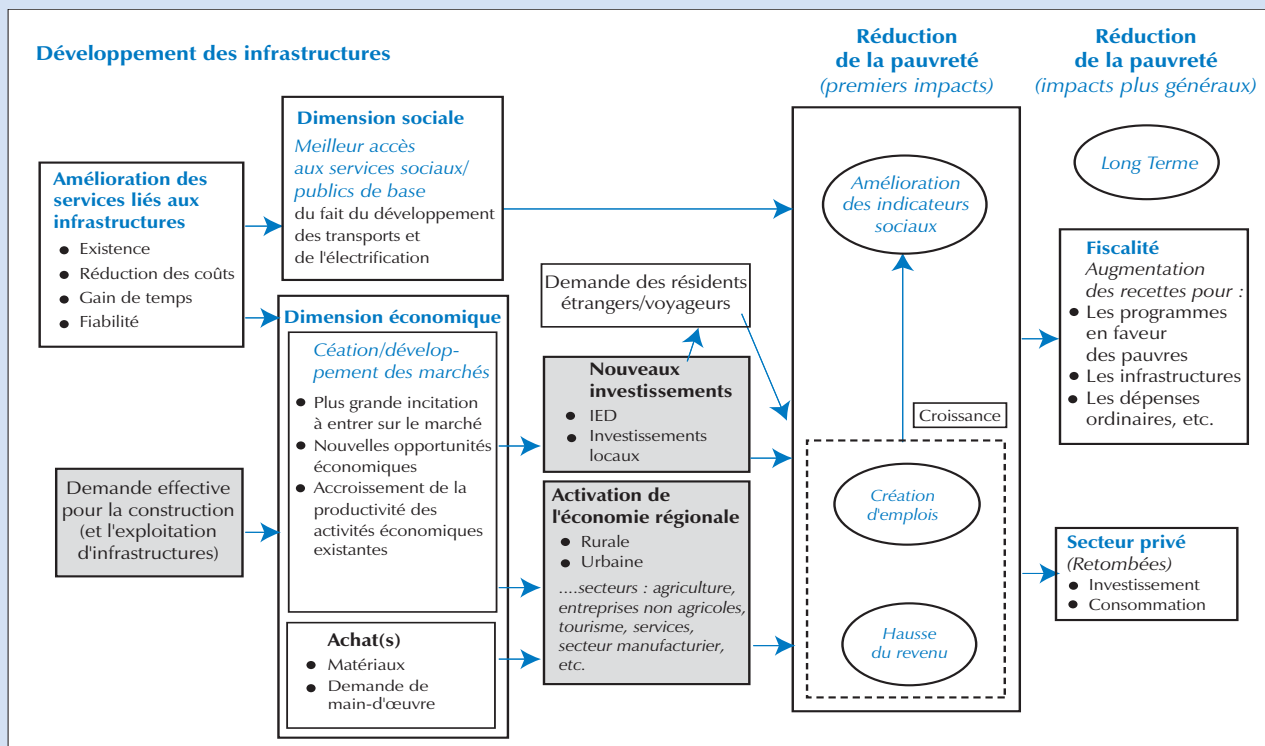 Développement des infrastructures
Réduction
de la pauvreté
(premiers impacts)
Réduction
de la pauvreté
(impacts plus généraux)
Amélioration des
services liés aux
infrastructures
● Existence
● Réduction des coûts
● Gain de temps
● Fiabilité
Demande effective
pour la construction
(et l'exploitation
d'infrastructures)
Dimension sociale
Meilleur accès
aux services sociaux/
publics de base
du fait du développement
des transports et
de l'électrification
Dimension économique
Céation/dévelop-
pement des marchés
● Plus grande incitation
à entrer sur le marché
● Nouvelles opportunités
économiques
● Accroissement de la
productivité des
activités économiques
existantes
Achat(s)
● Matériaux
● Demande de
main-d'œuvre
Demande des résidents
étrangers/voyageurs
Nouveaux
investissements
● IED
● Investissements
locaux
Activation de
l'économie régionale
● Rurale
● Urbaine
....secteurs : agriculture,
entreprises non agricoles,
tourisme, services,
secteur manufacturier,
etc.
Amélioration
des indicateurs
sociaux
Croissance
Création
d'emplois
Hausse
du revenu
Long Terme
Fiscalité
Augmentation
des recettes pour :
● Les programmes
en faveur
des pauvres
● Les infrastructures
● Les dépenses
ordinaires, etc.
Secteur privé
(Retombées)
● Investissement
● Consommation